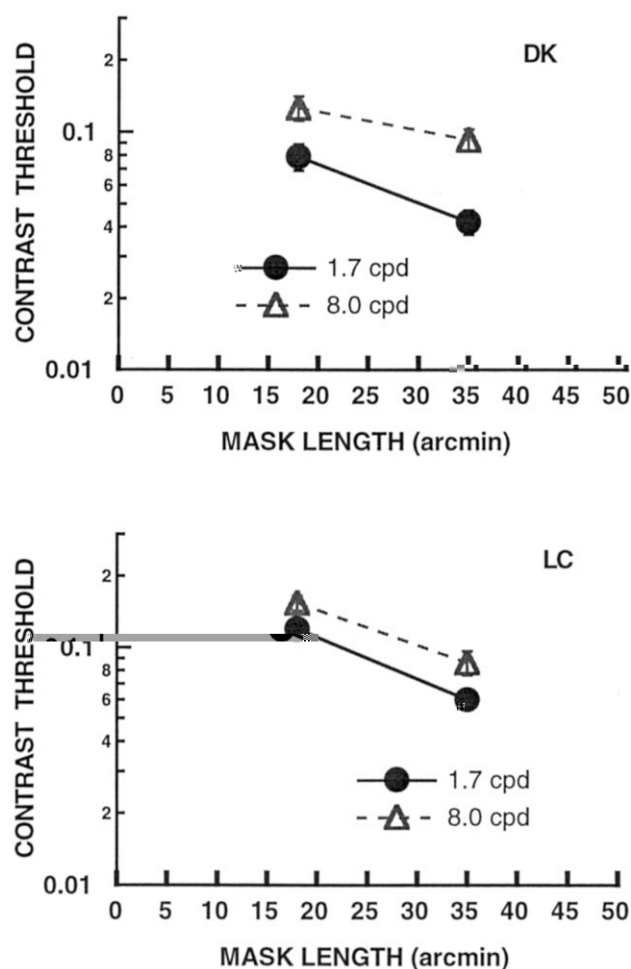 DK
CONTRAST THRESHOLD
2
0.1
8
6
4
2
0.01
1.7 cpd
8.0 cpd
0 5 10 15 20 25 30 35 40 45 50
MASK LENGTH (arcmin)
LC
CONTRAST THRESHOLD
2
0.1
8
6
4
2
0.01
1.7 cpd
8.0 cpd
0 5 10 15 20 25 30 35 40 45 50
MASK LENGTH (arcmin)